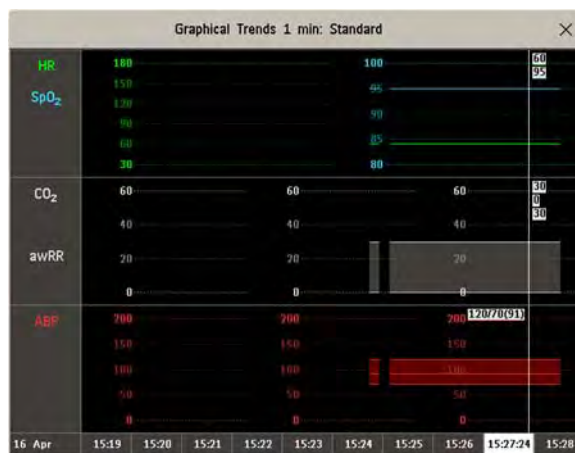 Graphical Trends 1 min: Standard
HR 180 100 60
150 95 95
SpO₂ 120 90
90
60 85
30 80
CO₂ 60 60 60 30
0
40 40 40 30
awRR 20 20 20
0 0 0
ABP 200 200 200 120/70(91)
150 150 150
100 100 100
50 50 50
0 0 0
16 Apr 15:19 15:20 15:21 15:22 15:23 15:24 15:25 15:26 15:27:24 15:28